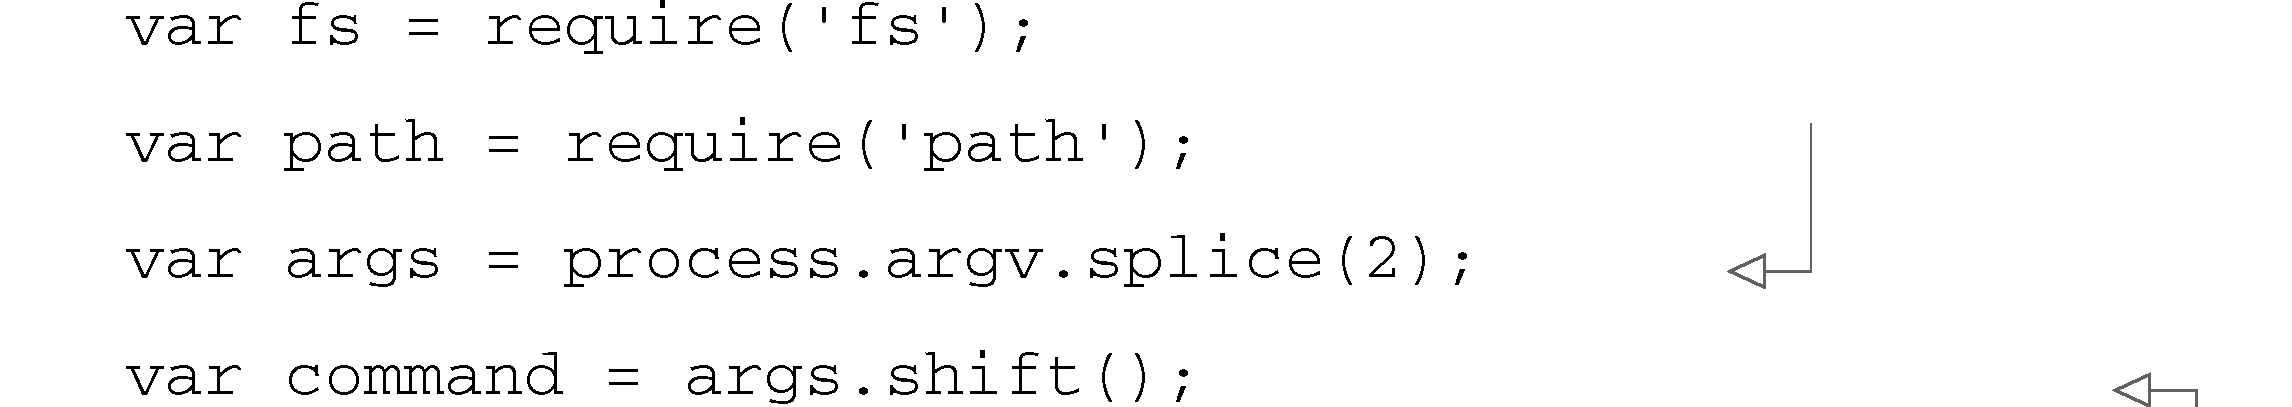 var fs = require('fs');
var path = require('path');
var args = process.argv.splice(2);
var command = args.shift();